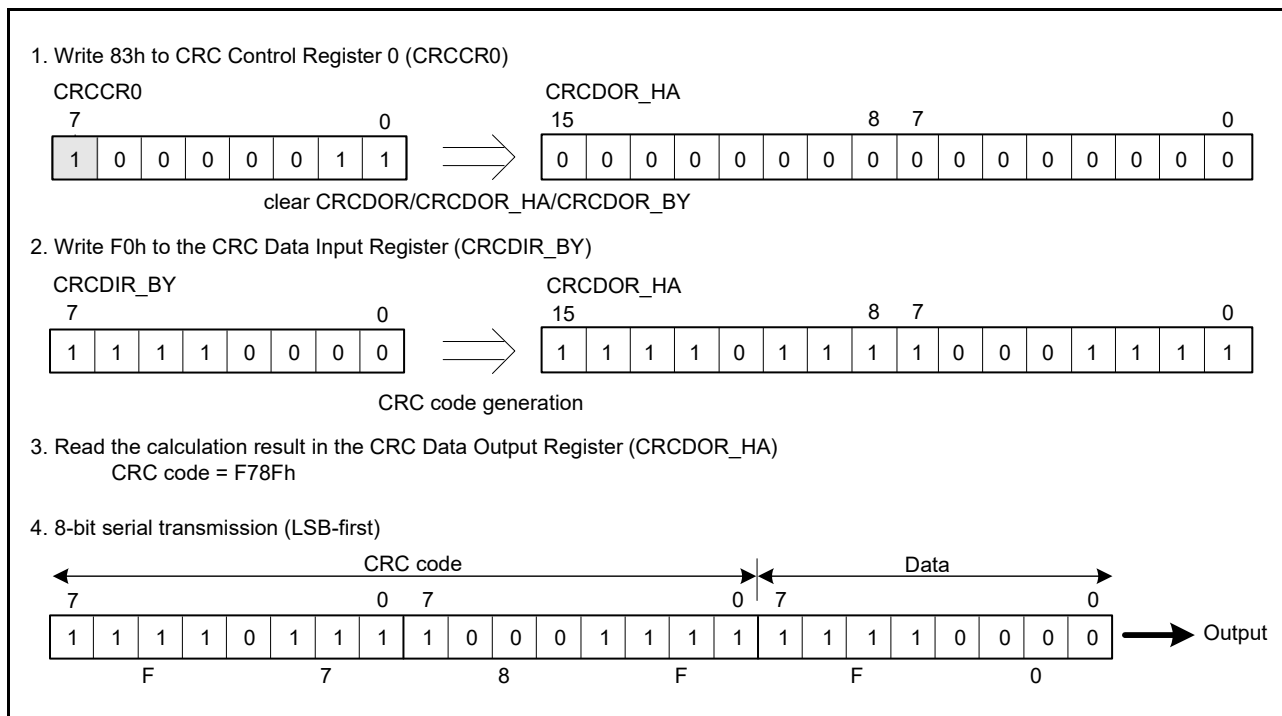 1. Write 83h to CRC Control Register 0 (CRCCR0)
CRCCR0 CRCDOR_HA
7 0 15 8 7 0
1 0 0 0 0 0 1 1 0 0 0 0 0 0 0 0 0 0 0 0 0 0 0 0
clear CRCDOR/CRCDOR_HA/CRCDOR_BY
2. Write F0h to the CRC Data Input Register (CRCDIR_BY)
CRCDIR_BY CRCDOR_HA
7 0 15 8 7 0
1 1 1 1 0 0 0 0 1 1 1 1 0 1 1 1 1 0 0 0 1 1 1 1
CRC code generation
3. Read the calculation result in the CRC Data Output Register (CRCDOR_HA)
CRC code = F78Fh
4. 8-bit serial transmission (LSB-first)
CRC code Data
7 0 7 0 7 0
1 1 1 1 0 1 1 1 1 0 0 0 1 1 1 1 1 1 1 1 0 0 0 0 Output
F 7 8 F F 0